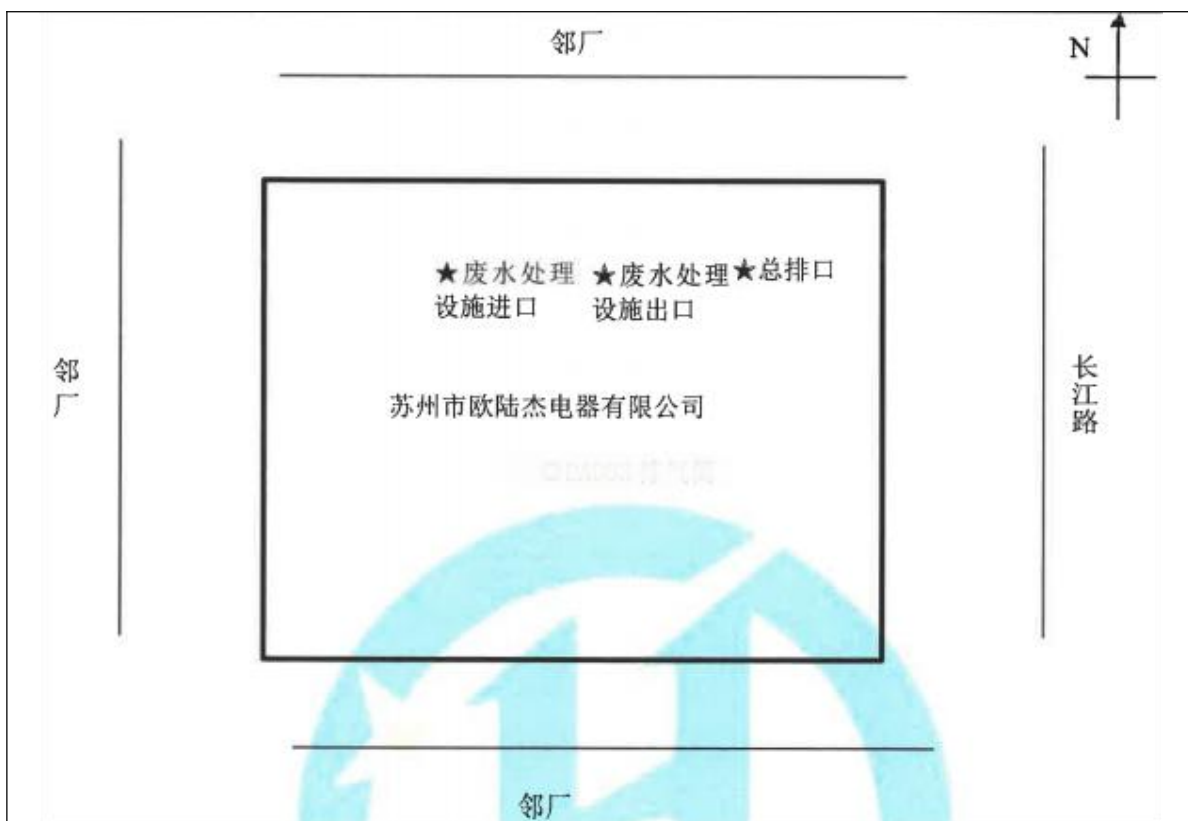 邻厂
N
★废水处理
设施进口
★废水处理
设施出口
★总排口
邻厂
长江路
苏州市欧陆杰电器有限公司
邻厂